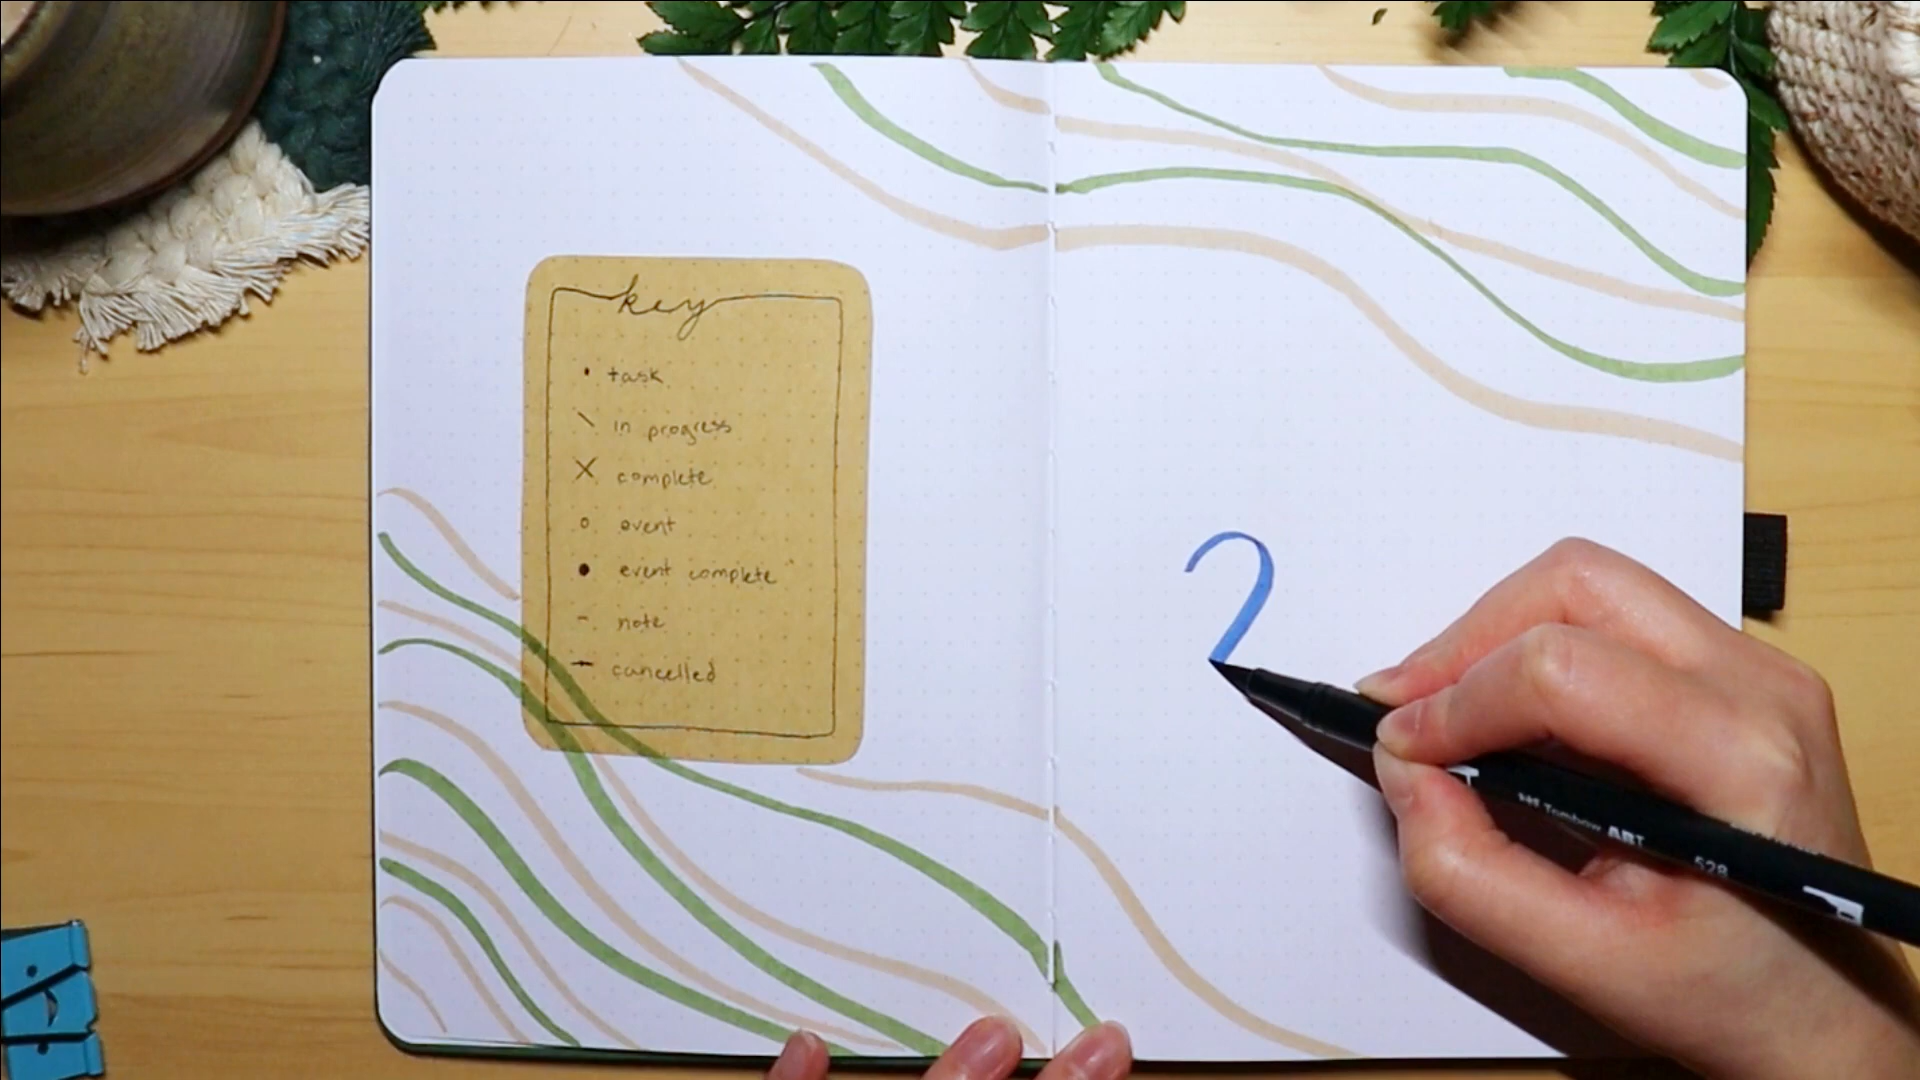 key
• task
\ in progress
× complete
○ event
● event complete
- note
— cancelled
2
Tombow ABT
528